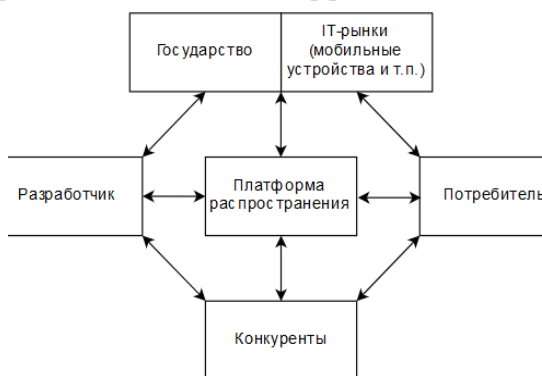 Государство
IT-рынки
(мобильные
устройства и т.п.)
Разработчик
Платформа
распространения
Потребитель
Конкуренты